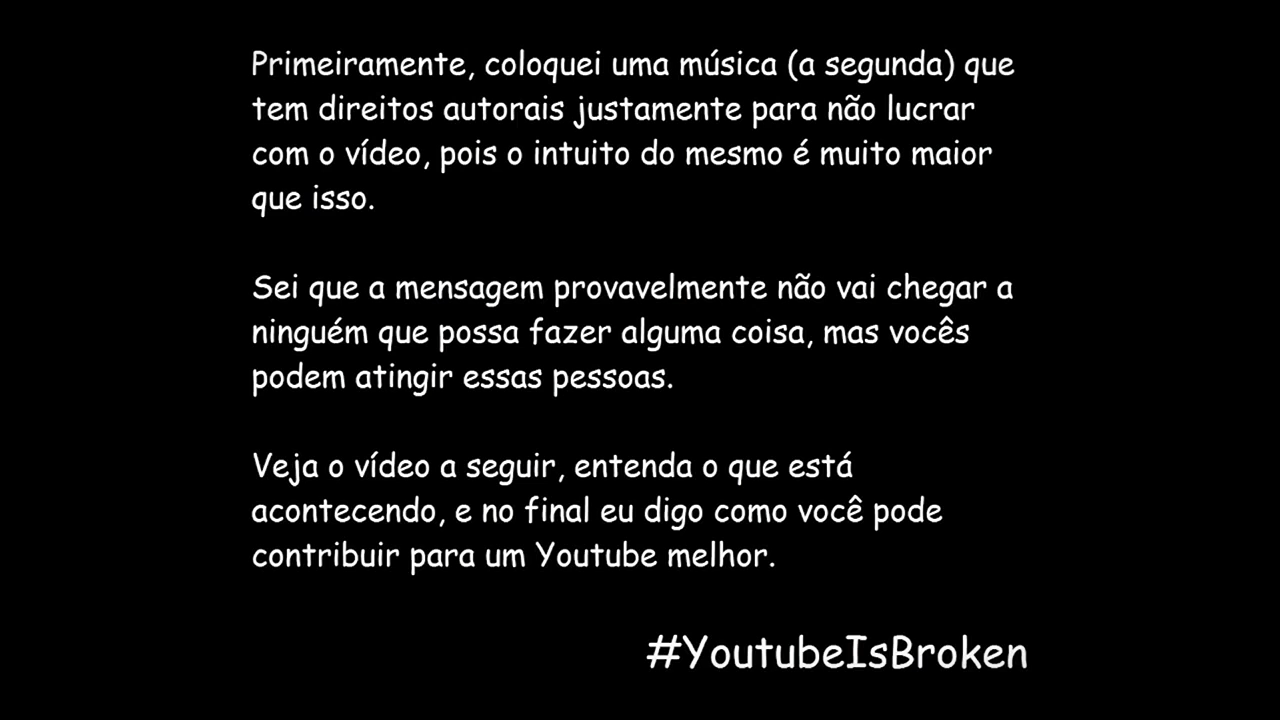 Primeiramente, coloquei uma música (a segunda) que
tem direitos autorais justamente para não lucrar
com o vídeo, pois o intuito do mesmo é muito maior
que isso.
Sei que a mensagem provavelmente não vai chegar a
ninguém que possa fazer alguma coisa, mas vocês
podem atingir essas pessoas.
Veja o vídeo a seguir, entenda o que está
acontecendo, e no final eu digo como você pode
contribuir para um Youtube melhor.
#YoutubeIsBroken